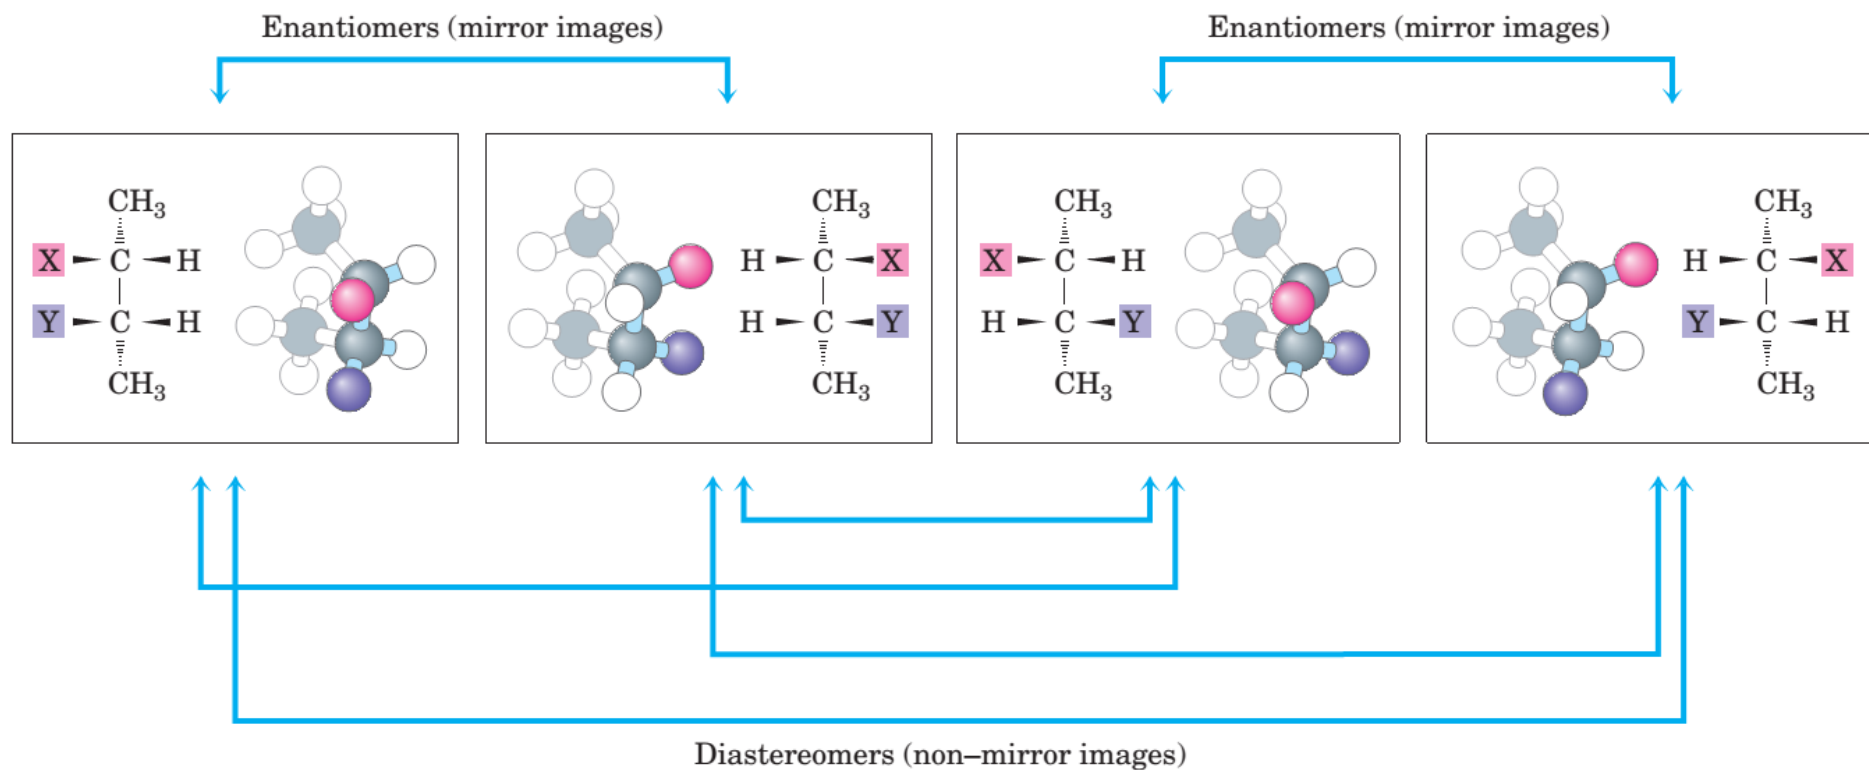 Enantiomers (mirror images)
Enantiomers (mirror images)
CH3
X C H
Y C H
CH3
CH3
H C X
H C Y
CH3
CH3
X C H
H C Y
CH3
CH3
H C X
Y C H
CH3
Diastereomers (non–mirror images)